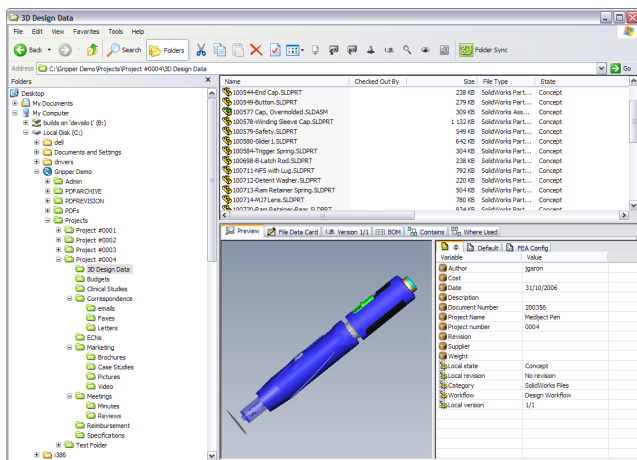 3D Design Data
File Edit View Favorites Tools Help
Back Search Folders Folder Sync
Address C:\Gripper Demo\Projects\Project #0004\3D Design Data Go
Folders
Desktop
My Documents
My Computer
builds on 'devsilo1' (B:)
Local Disk (C:)
dell
Documents and Settings
drivers
Gripper Demo
Admin
PDFARCHIVE
PDFREVISION
PDFs
Projects
Project #0001
Project #0002
Project #0003
Project #0004
3D Design Data
Budgets
Clinical Studies
Correspondence
emails
Faxes
Letters
ECNs
Marketing
Brochures
Case Studies
Pictures
Video
Meetings
Minutes
Reviews
Reimbursement
Specifications
Test Folder
i386
Name Checked Out By Size File Type State
100544-End Cap.SLDPRT 238 KB SolidWorks Part... Concept
100549-Button.SLDPRT 279 KB SolidWorks Part... Concept
100577 Cap, Overmolded.SLDASM 309 KB SolidWorks Ass... Concept
100578-Winding Sleeve Cap.SLDPRT 1 132 KB SolidWorks Part... Concept
100579-Safety.SLDPRT 549 KB SolidWorks Part... Concept
100580-Slider 1.SLDPRT 642 KB SolidWorks Part... Concept
100584-Trigger Spring.SLDPRT 304 KB SolidWorks Part... Concept
100698-B-Latch Rod.SLDPRT 238 KB SolidWorks Part... Concept
100711-NFS with Lug.SLDPRT 792 KB SolidWorks Part... Concept
100712-Detent Washer.SLDPRT 220 KB SolidWorks Part... Concept
100713-Ram Retainer Spring.SLDPRT 504 KB SolidWorks Part... Concept
100714-MJ7 Lens.SLDPRT 780 KB SolidWorks Part... Concept
100720-Ram Retainer-Rear.SLDPRT 934 KB SolidWorks Part... Concept
Preview File Data Card Version 1/1 BOM Contains Where Used
@ Default FEA Config
Variable Value
Author jgaron
Cost
Date 31/10/2006
Description
Document Number 200356
Project Name Medject Pen
Project number 0004
Revision
Supplier
Weight
Local state Concept
Local revision No revision
Category SolidWorks Files
Workflow Design Workflow
Local version 1/1